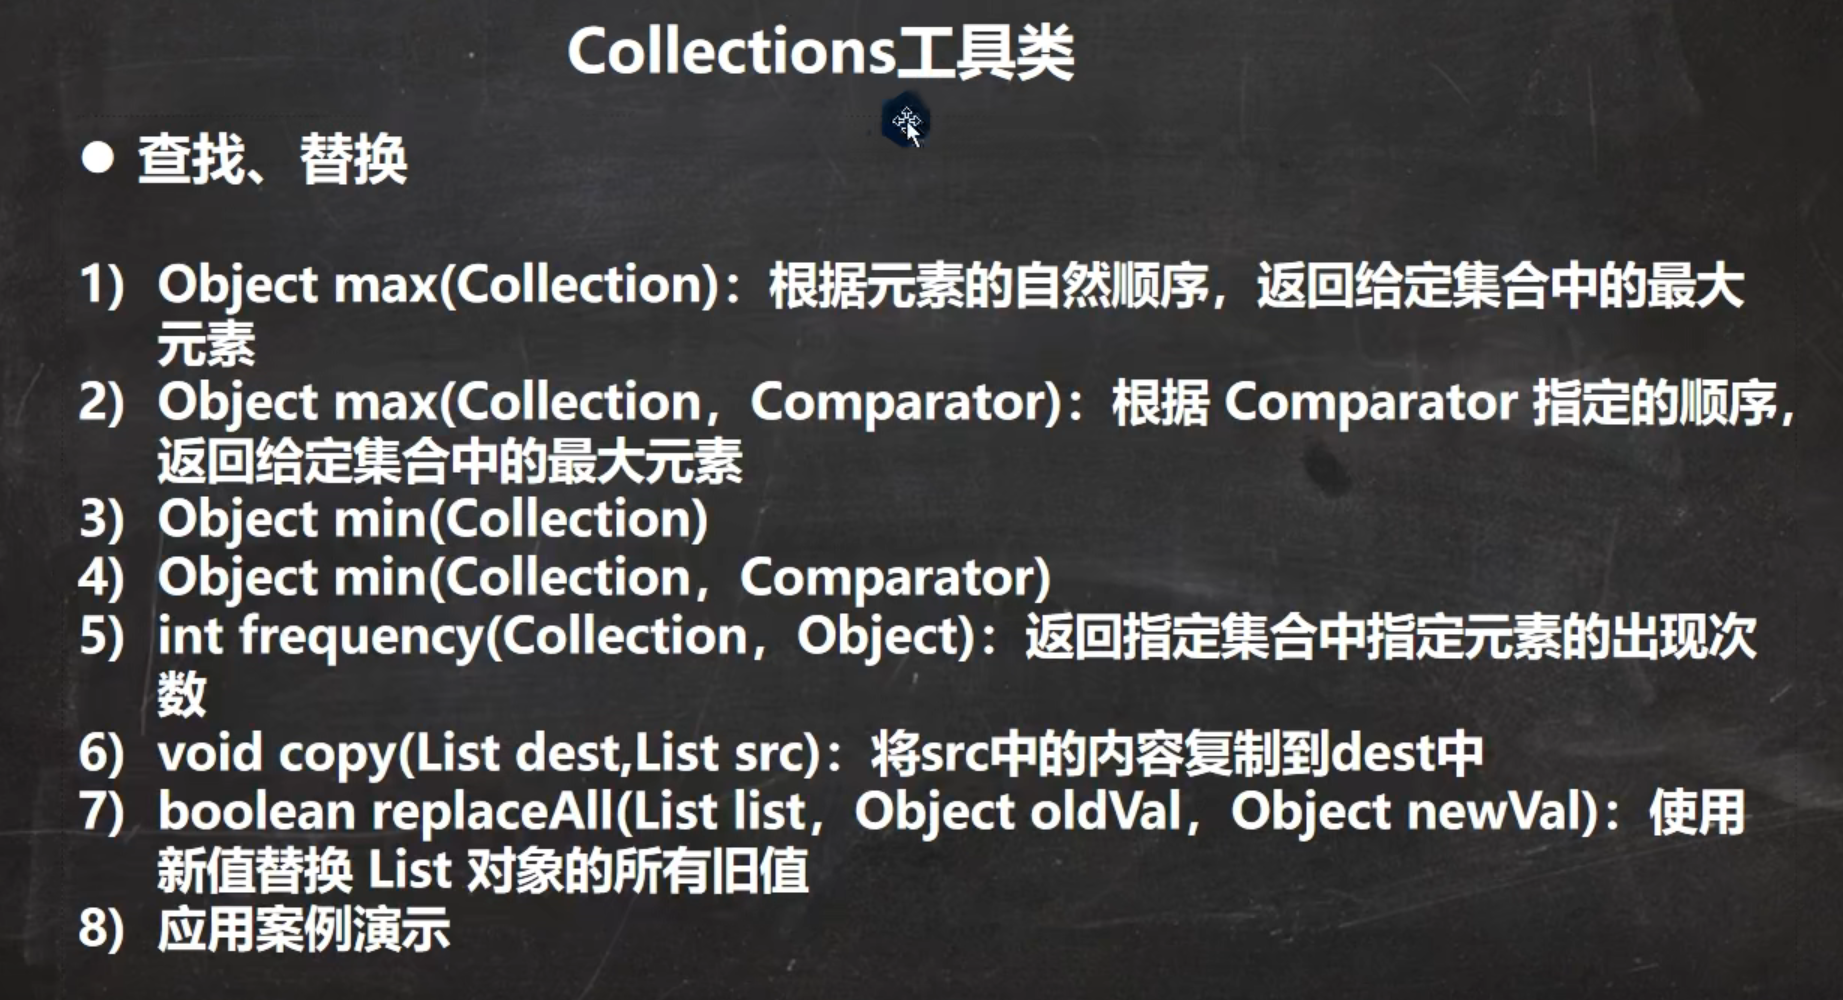 Collections工具类
● 查找、替换
1) Object max(Collection)：根据元素的自然顺序，返回给定集合中的最大
元素
2) Object max(Collection，Comparator)：根据 Comparator 指定的顺序，
返回给定集合中的最大元素
3) Object min(Collection)
4) Object min(Collection，Comparator)
5) int frequency(Collection，Object)：返回指定集合中指定元素的出现次
数
6) void copy(List dest,List src)：将src中的内容复制到dest中
7) boolean replaceAll(List list，Object oldVal，Object newVal)：使用
新值替换 List 对象的所有旧值
8) 应用案例演示